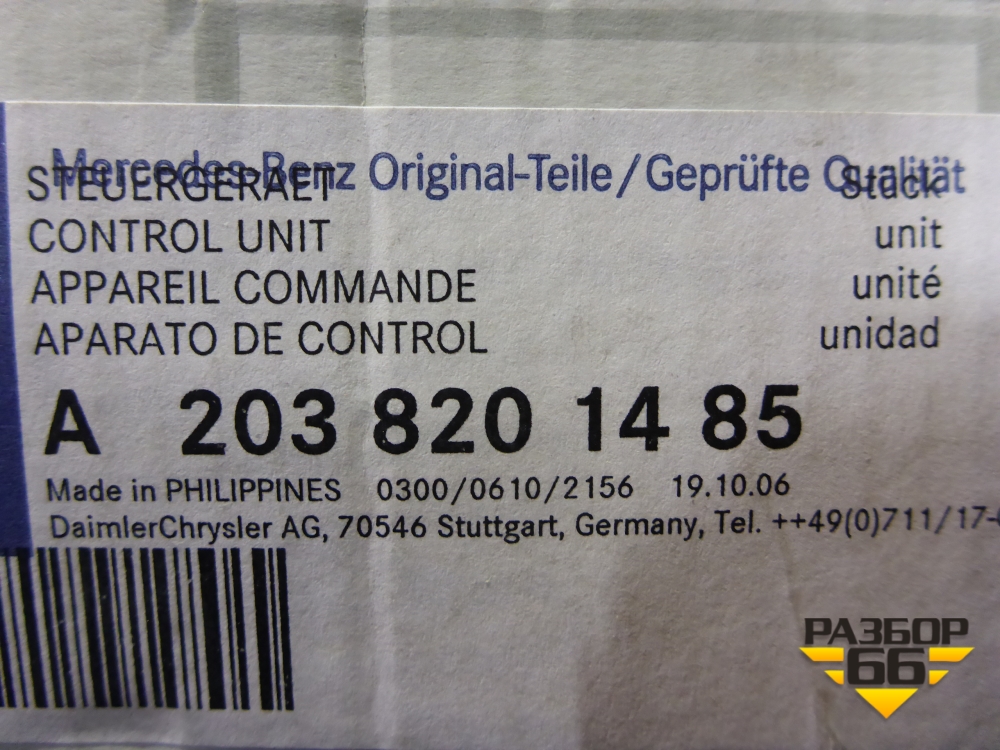 Mercedes-Benz Original-Teile/Geprüfte Qualität
STEUERGERAET Stück
CONTROL UNIT unit
APPAREIL COMMANDE unité
APARATO DE CONTROL unidad
A 203 820 14 85
Made in PHILIPPINES 0300/0610/2156 19.10.06
DaimlerChrysler AG, 70546 Stuttgart, Germany, Tel. ++49(0)711/17-
РАЗБОР
66